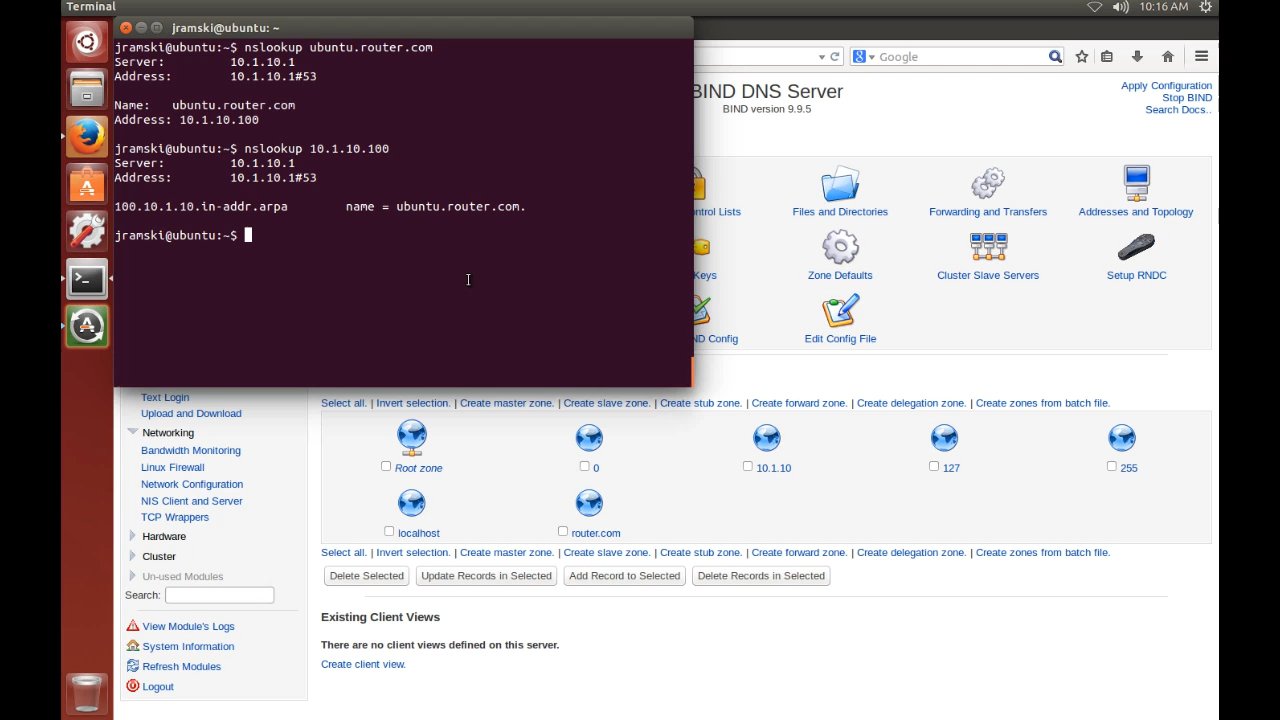 Terminal
10:16 AM
jramski@ubuntu: ~
jramski@ubuntu:~$ nslookup ubuntu.router.com
Server: 10.1.10.1
Address: 10.1.10.1#53
Name: ubuntu.router.com
Address: 10.1.10.100
jramski@ubuntu:~$ nslookup 10.1.10.100
Server: 10.1.10.1
Address: 10.1.10.1#53
100.10.1.10.in-addr.arpa name = ubuntu.router.com.
jramski@ubuntu:~$
Google
BIND DNS Server
BIND version 9.9.5
Apply Configuration
Stop BIND
Search Docs..
ntrol Lists
Files and Directories
Forwarding and Transfers
Addresses and Topology
Keys
Zone Defaults
Cluster Slave Servers
Setup RNDC
ND Config
Edit Config File
Text Login
Upload and Download
Networking
Bandwidth Monitoring
Linux Firewall
Network Configuration
NIS Client and Server
TCP Wrappers
Hardware
Cluster
Un-used Modules
Search:
View Module's Logs
System Information
Refresh Modules
Logout
Select all. | Invert selection. | Create master zone. | Create slave zone. | Create stub zone. | Create forward zone. | Create delegation zone. | Create zones from batch file.
Root zone
0
10.1.10
127
255
localhost
router.com
Select all. | Invert selection. | Create master zone. | Create slave zone. | Create stub zone. | Create forward zone. | Create delegation zone. | Create zones from batch file.
Delete Selected
Update Records in Selected
Add Record to Selected
Delete Records in Selected
Existing Client Views
There are no client views defined on this server.
Create client view.